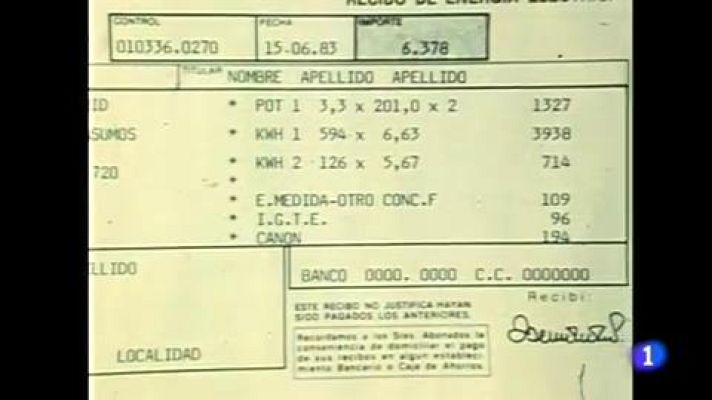 RECIBO DE ENERGIA
CONTROL FECHA IMPORTE
010336.0270 15-06.83 6.378
TITULAR NOMBRE APELLIDO APELLIDO
ID * POT 1 3,3 x 201,0 x 2 1327
SUMOS * KWH 1 594 x 6,63 3938
720 * KWH 2 126 x 5,67 714
*
* E.MEDIDA-OTRO CONC.F 109
* I.G.T.E. 96
* CANON 194
LLIDO
BANCO 0000. 0000 C.C. 0000000
Recibí:
ESTE RECIBO NO JUSTIFICA HAYAN
SIDO PAGADOS LOS ANTERIORES.
Recordamos a los Sres. Abonados la
conveniencia de domiciliar el pago
de sus recibos en algun estableci-
miento Bancario o Caja de Ahorros.
LOCALIDAD
1